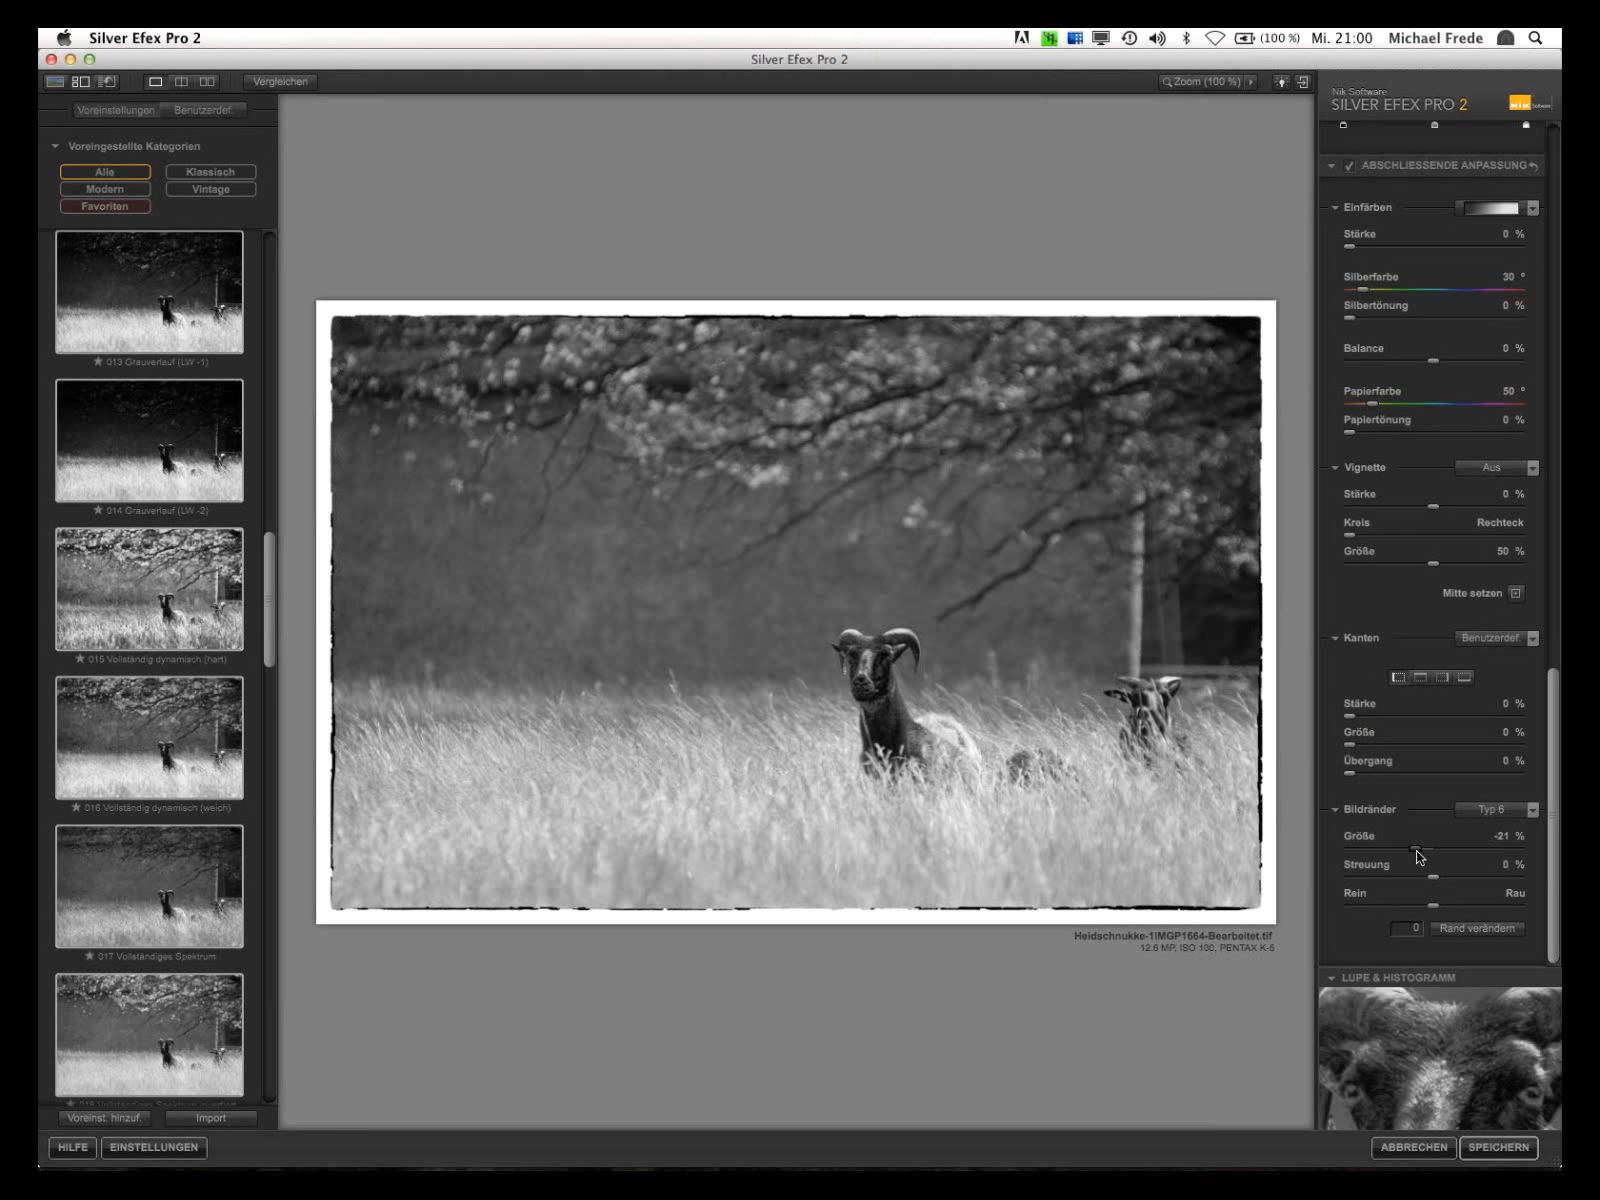 Silver Efex Pro 2
(100 %) Mi. 21:00 Michael Frede
Silver Efex Pro 2
Vergleichen
Zoom (100 %)
Voreinstellungen Benutzerdef.
Nik Software
SILVER EFEX PRO 2
Voreingestellte Kategorien
Alle Klassisch
Modern Vintage
Favoriten
013 Grauverlauf (LW -1)
014 Grauverlauf (LW -2)
015 Vollständig dynamisch (hart)
016 Vollständig dynamisch (weich)
017 Vollständiges Spektrum
Voreinst. hinzuf. Import
HILFE EINSTELLUNGEN
Heidschnukke-1IMGP1664-Bearbeitet.tif
12.6 MP, ISO 100, PENTAX K-5
ABSCHLIESSENDE ANPASSUNG
Einfärben
Stärke 0 %
Silberfarbe 30 °
Silbertönung 0 %
Balance 0 %
Papierfarbe 50 °
Papiertönung 0 %
Vignette Aus
Stärke 0 %
Kreis Rechteck
Größe 50 %
Mitte setzen
Kanten Benutzerdef.
Stärke 0 %
Größe 0 %
Übergang 0 %
Bildränder Typ 6
Größe -21 %
Streuung 0 %
Rein Rau
0 Rand verändern
LUPE & HISTOGRAMM
ABBRECHEN SPEICHERN